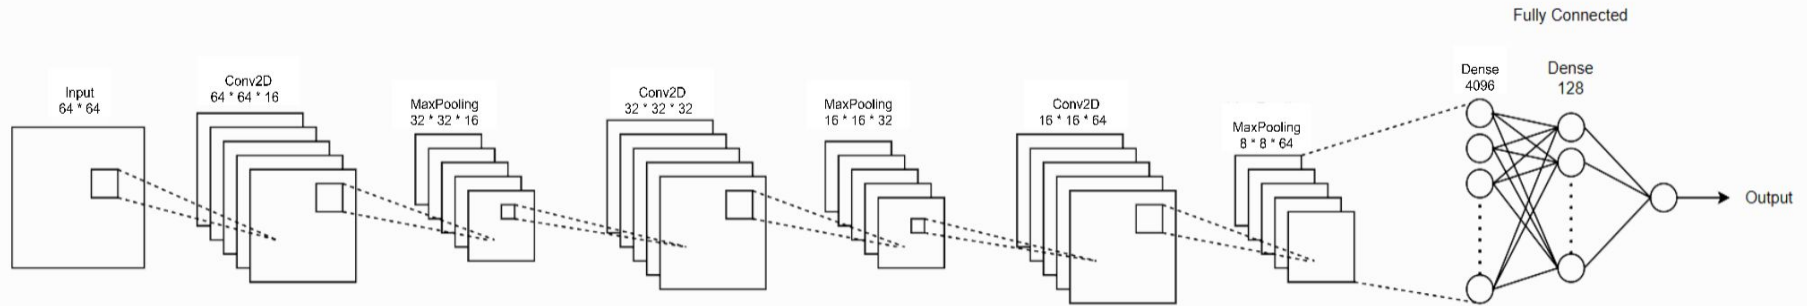 Fully Connected
Input
64 * 64
Conv2D
64 * 64 * 16
MaxPooling
32 * 32 * 16
Conv2D
32 * 32 * 32
MaxPooling
16 * 16 * 32
Conv2D
16 * 16 * 64
MaxPooling
8 * 8 * 64
Dense
4096
Dense
128
Output